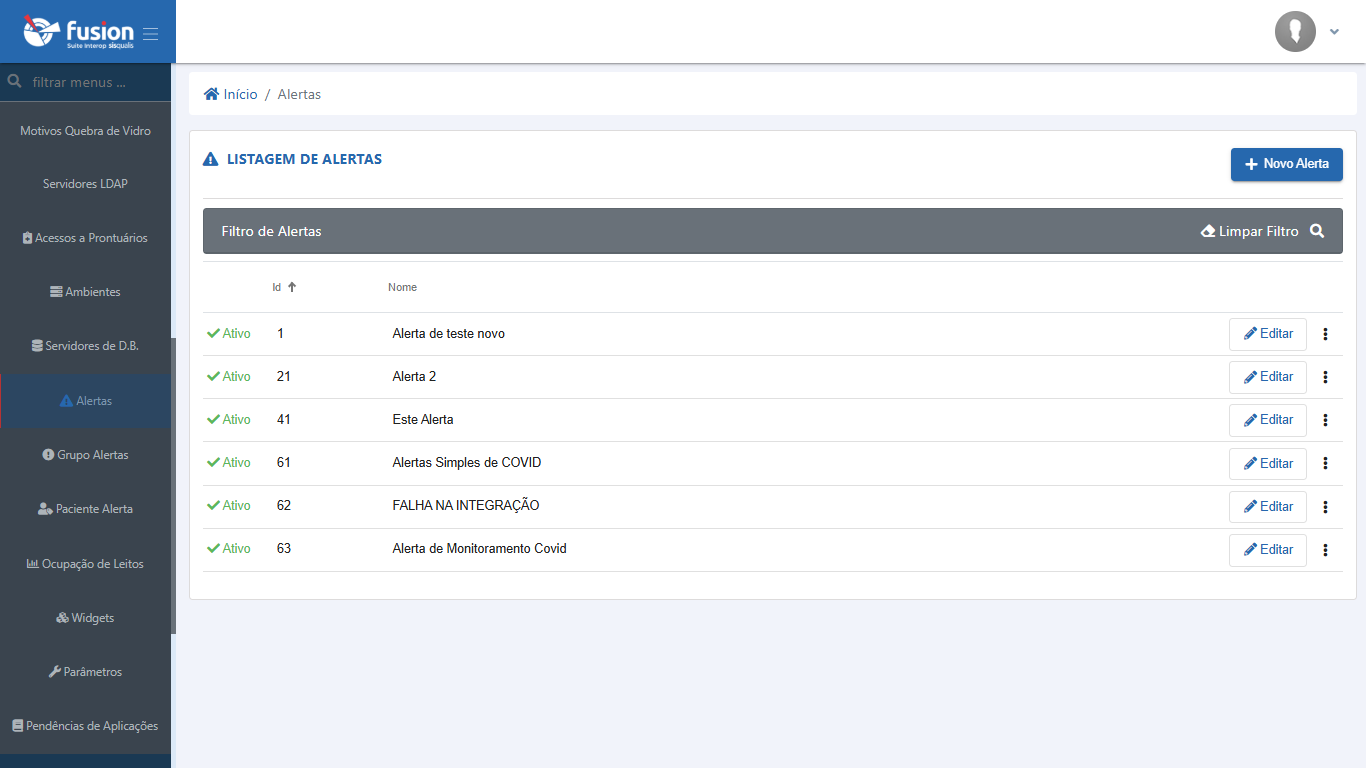 fusion
Suite Interop sisqualis
filtrar menus ...
Motivos Quebra de Vidro
Servidores LDAP
Acessos a Prontuários
Ambientes
Servidores de D.B.
Alertas
Grupo Alertas
Paciente Alerta
Ocupação de Leitos
Widgets
Parâmetros
Pendências de Aplicações
Início / Alertas
LISTAGEM DE ALERTAS
Novo Alerta
Filtro de Alertas Limpar Filtro
Id Nome
Ativo 1 Alerta de teste novo Editar
Ativo 21 Alerta 2 Editar
Ativo 41 Este Alerta Editar
Ativo 61 Alertas Simples de COVID Editar
Ativo 62 FALHA NA INTEGRAÇÃO Editar
Ativo 63 Alerta de Monitoramento Covid Editar